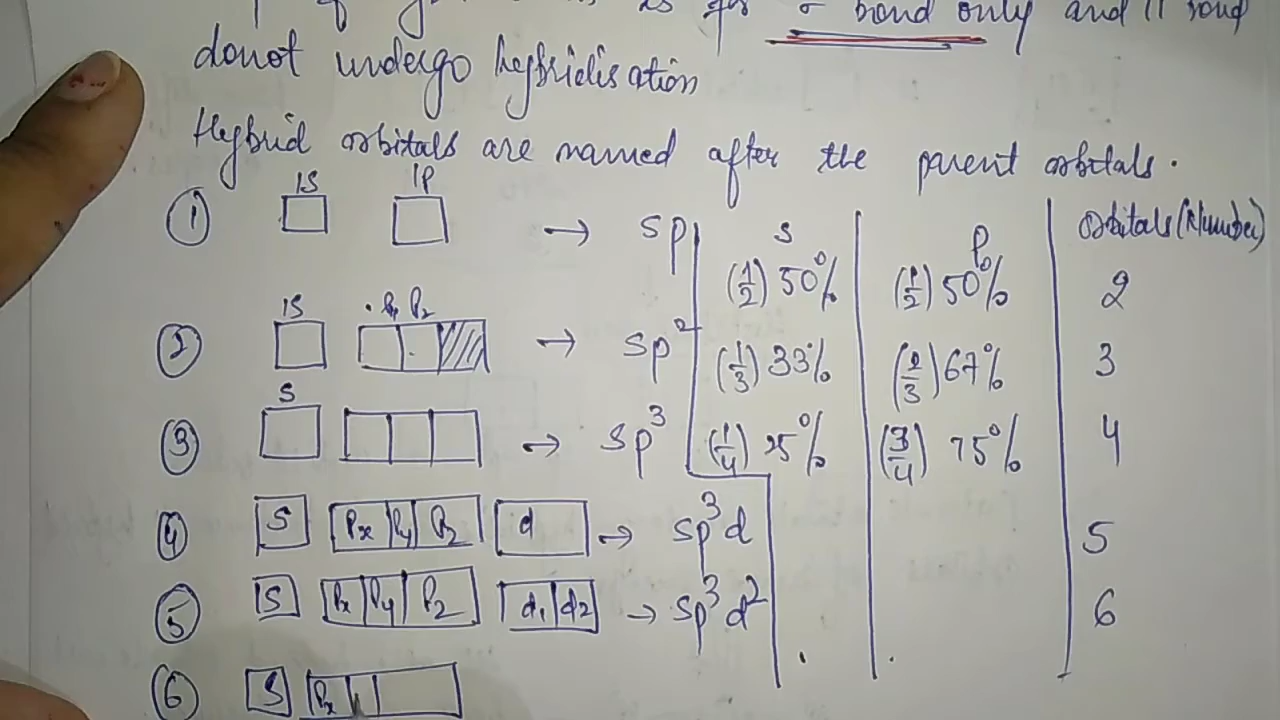 σ bond only and π bond
donot undergo hybridisation
Hybrid orbitals are named after the parent orbitals.
1S 1P
① → sp s p orbitals (Number)
(1/2) 50% (1/2) 50% 2
1S Py Pz
② → sp² (1/3) 33% (2/3) 67% 3
S
③ → sp³ (1/4) 25% (3/4) 75% 4
④ S Px Py Pz d → sp³d 5
⑤ S Px Py Pz d1 d2 → sp³d² 6
⑥ S Px